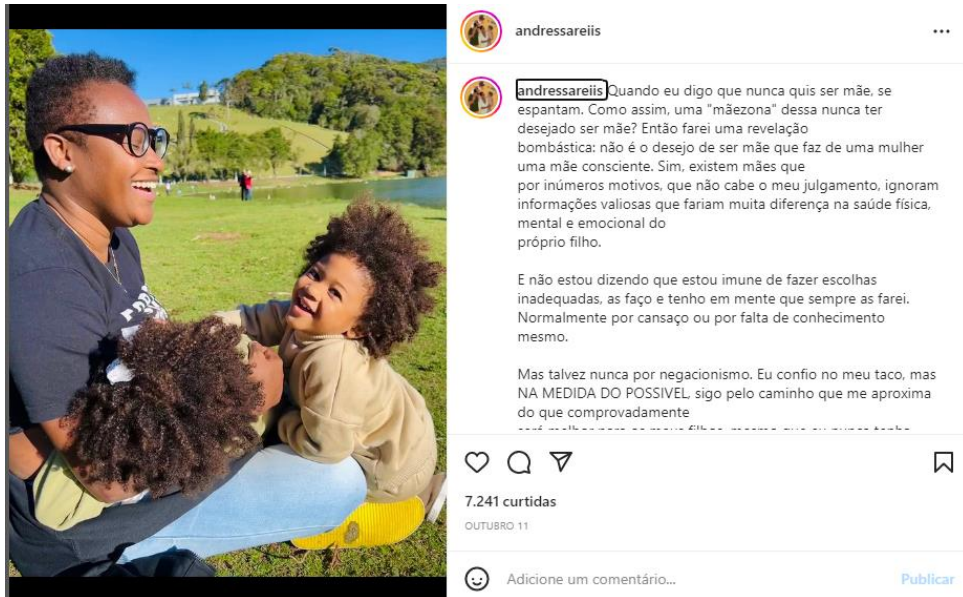 andressareiis
andressareiis Quando eu digo que nunca quis ser mãe, se
espantam. Como assim, uma "mãezona" dessa nunca ter
desejado ser mãe? Então farei uma revelação
bombástica: não é o desejo de ser mãe que faz de uma mulher
uma mãe consciente. Sim, existem mães que
por inúmeros motivos, que não cabe o meu julgamento, ignoram
informações valiosas que fariam muita diferença na saúde física,
mental e emocional do
próprio filho.
E não estou dizendo que estou imune de fazer escolhas
inadequadas, as faço e tenho em mente que sempre as farei.
Normalmente por cansaço ou por falta de conhecimento
mesmo.
Mas talvez nunca por negacionismo. Eu confio no meu taco, mas
NA MEDIDA DO POSSIVEL, sigo pelo caminho que me aproxima
do que comprovadamente
7.241 curtidas
OUTUBRO 11
Adicione um comentário...
Publicar